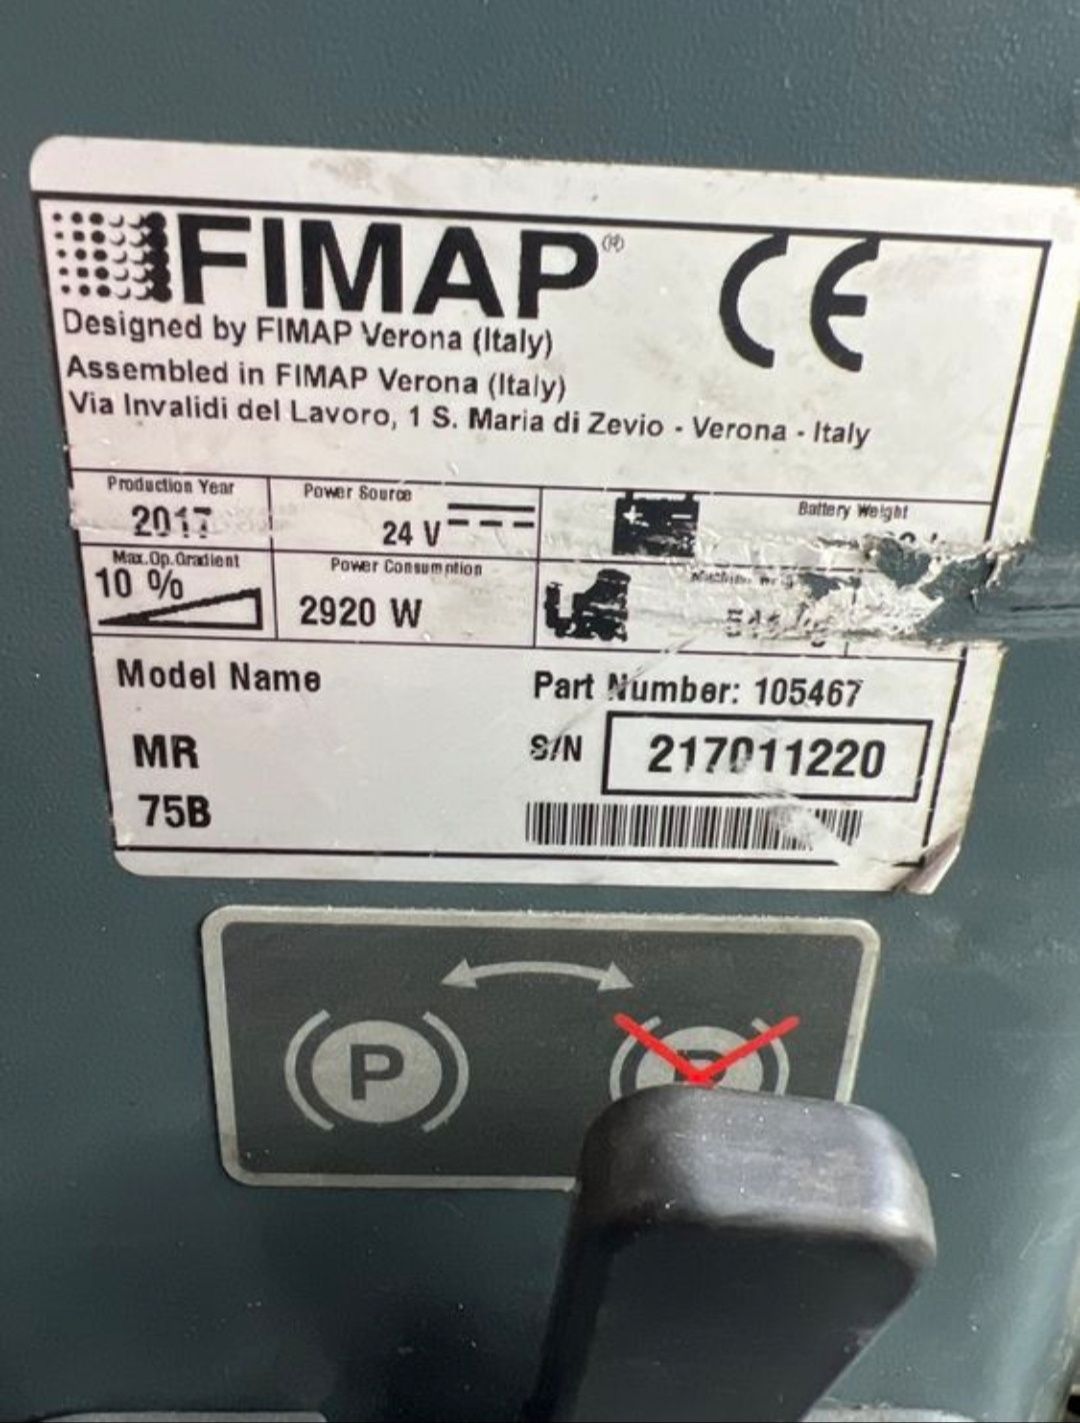 FIMAP®
CE
Designed by FIMAP Verona (Italy)
Assembled in FIMAP Verona (Italy)
Via Invalidi del Lavoro, 1 S. Maria di Zevio - Verona - Italy
Production Year
2017
Power Source
24 V
+ -
Battery Weight
Max.Op.Gradient
10 %
Power Consumption
2920 W
Model Name
MR
75B
Part Number: 105467
S/N 217011220
P
P